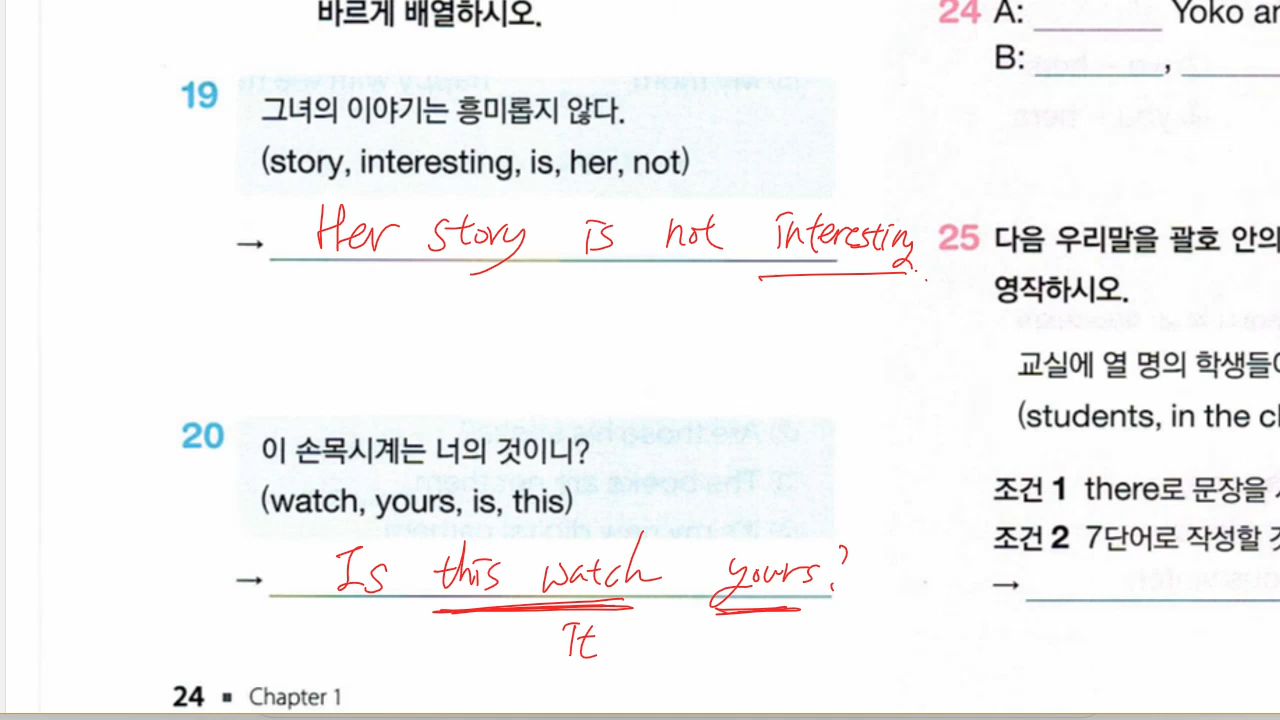 바르게 배열하시오.
19 그녀의 이야기는 흥미롭지 않다.
(story, interesting, is, her, not)
→ Her story is not interesting.
20 이 손목시계는 너의 것이니?
(watch, yours, is, this)
→ Is this watch yours?
It
24 ■ Chapter 1
24 A: Yoko
B: ,
25 다음 우리말을 괄호 안의
영작하시오.
교실에 열 명의 학생들이
(students, in the
조건 1 there로 문장을
조건 2 7단어로 작성할
→